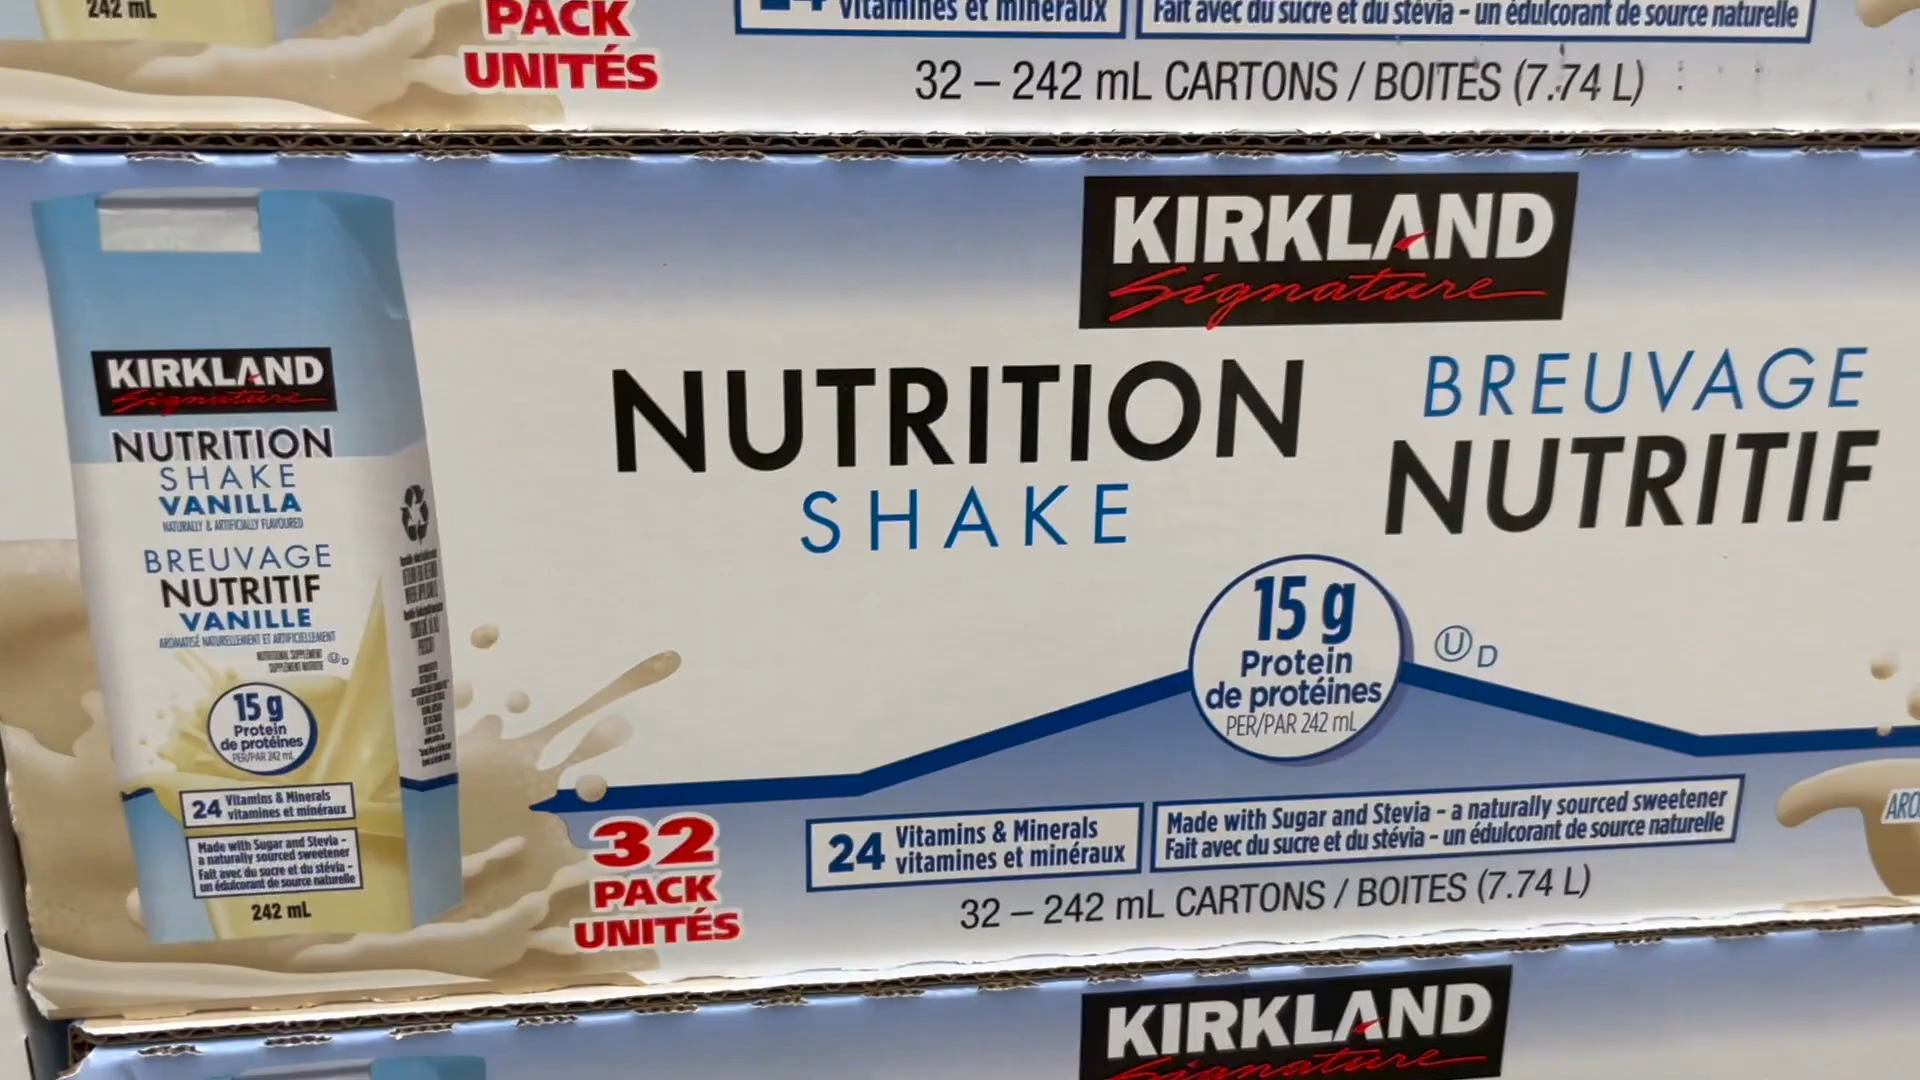 242 mL
PACK
UNITÉS
24 vitamines et minéraux
Fait avec du sucre et du stévia - un édulcorant de source naturelle
32 – 242 mL CARTONS / BOITES (7.74 L)
KIRKLAND
Signature
NUTRITION
SHAKE
VANILLA
NATURALLY & ARTIFICIALLY FLAVOURED
BREUVAGE
NUTRITIF
VANILLE
AROMATISÉ NATURELLEMENT ET ARTIFICIELLEMENT
NUTRITIONAL SUPPLEMENT
SUPPLÉMENT NUTRITIF
U D
15 g
Protein
de protéines
PER/PAR 242 mL
24 Vitamins & Minerals
vitamines et minéraux
Made with Sugar and Stevia -
a naturally sourced sweetener
Fait avec du sucre et du stévia -
un édulcorant de source naturelle
242 mL
KIRKLAND
Signature
NUTRITION
SHAKE
BREUVAGE
NUTRITIF
15 g
Protein
de protéines
PER/PAR 242 mL
U D
32
PACK
UNITÉS
24 Vitamins & Minerals
vitamines et minéraux
Made with Sugar and Stevia - a naturally sourced sweetener
Fait avec du sucre et du stévia - un édulcorant de source naturelle
32 – 242 mL CARTONS / BOITES (7.74 L)
ARO
KIRKLAND
Signature